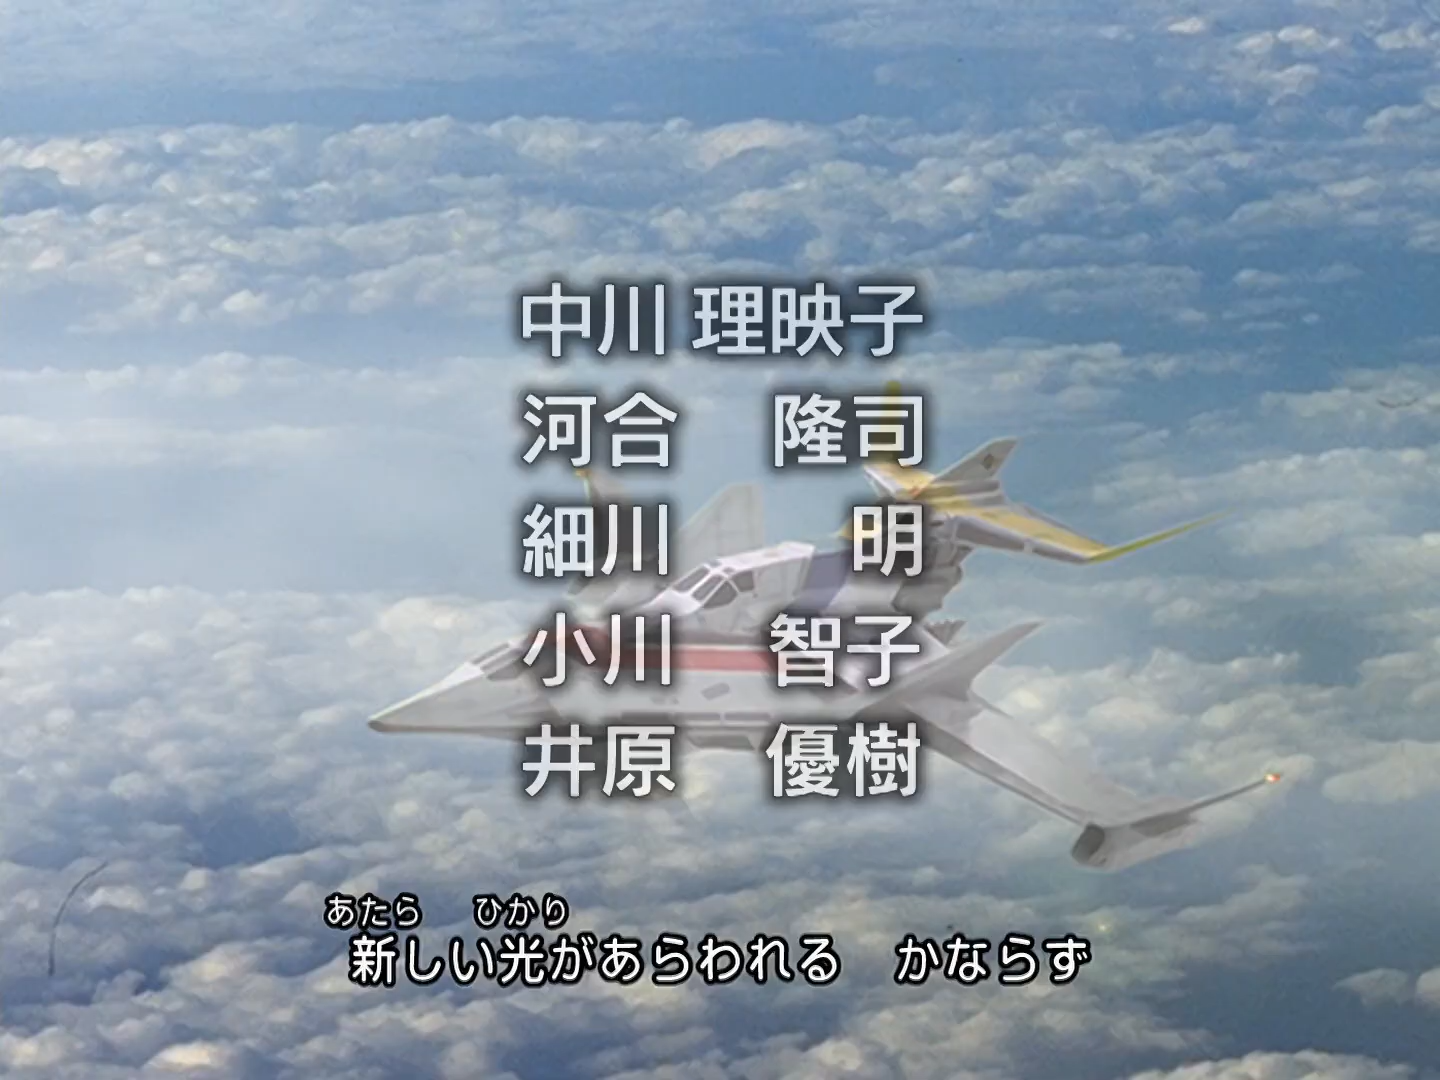 中川 理映子
河合 隆司
細川 明
小川 智子
井原 優樹
あたら ひかり
新しい光があらわれる かならず